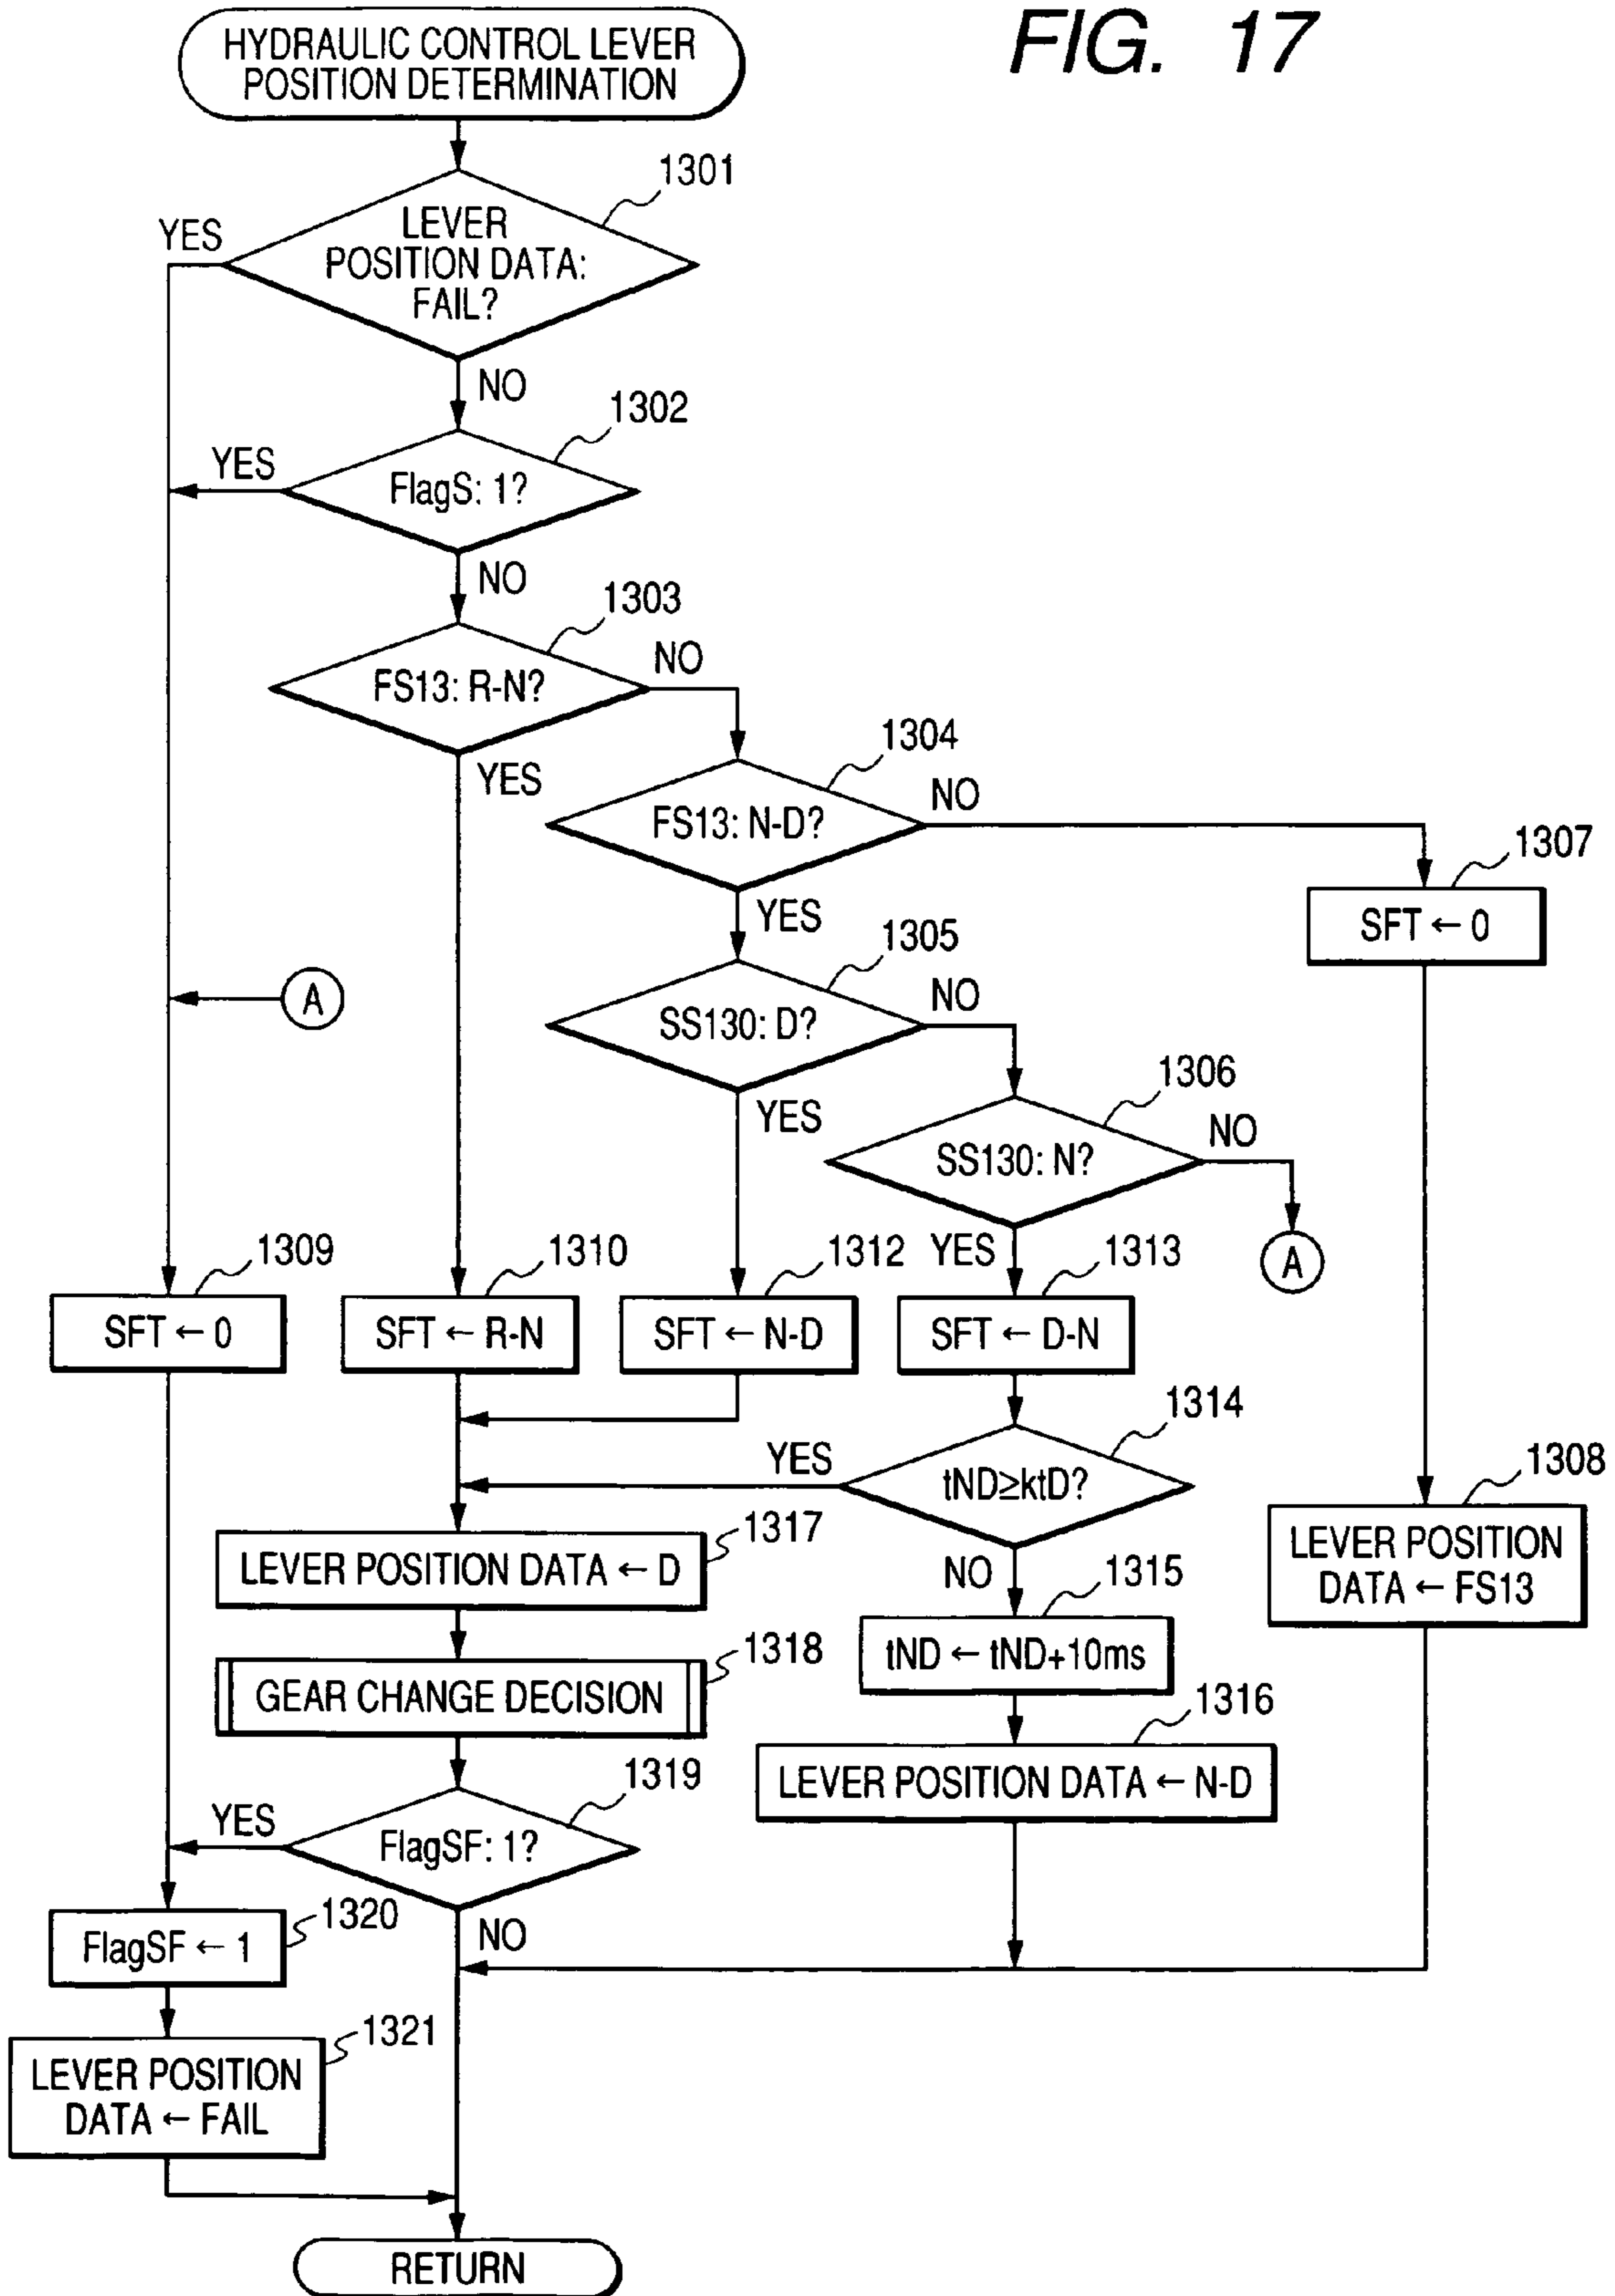 FIG. 17
HYDRAULIC CONTROL LEVER
POSITION DETERMINATION
1301
LEVER
POSITION DATA:
FAIL?
YES
NO
1302
FlagS: 1?
YES
NO
1303
FS13: R-N?
NO
YES
1304
FS13: N-D?
NO
YES
1307
SFT ← 0
1305
SS130: D?
NO
YES
A
1306
SS130: N?
NO
YES
A
1309
SFT ← 0
1310
SFT ← R-N
1312
SFT ← N-D
1313
SFT ← D-N
1314
tND≥ktD?
YES
NO
1308
LEVER POSITION
DATA ← FS13
1317
LEVER POSITION DATA ← D
1315
tND ← tND+10ms
1318
GEAR CHANGE DECISION
1316
LEVER POSITION DATA ← N-D
1319
FlagSF: 1?
YES
NO
1320
FlagSF ← 1
1321
LEVER POSITION
DATA ← FAIL
RETURN